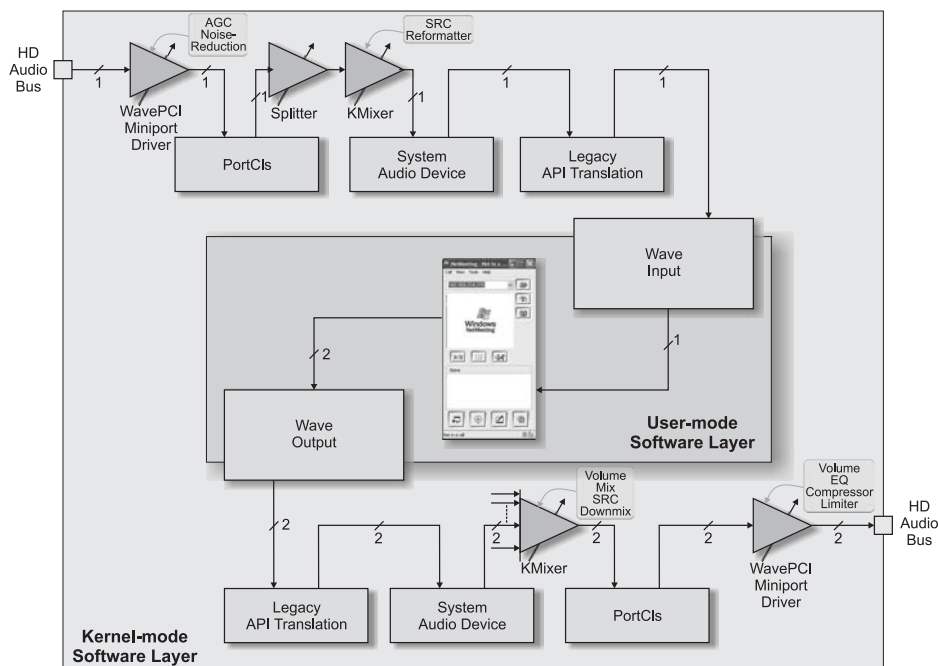 HD
Audio
Bus
1
AGC
Noise-
Reduction
WavePCI
Miniport
Driver
1
PortCls
1
Splitter
SRC
Reformatter
KMixer
1
System
Audio Device
1
Legacy
API Translation
1
Wave
Input
1
Windows
NetMeeting
2
Wave
Output
User-mode
Software Layer
2
Legacy
API Translation
2
System
Audio Device
2
Volume
Mix
SRC
Downmix
KMixer
2
PortCls
2
Volume
EQ
Compressor
Limiter
WavePCI
Miniport
Driver
2
HD
Audio
Bus
Kernel-mode
Software Layer